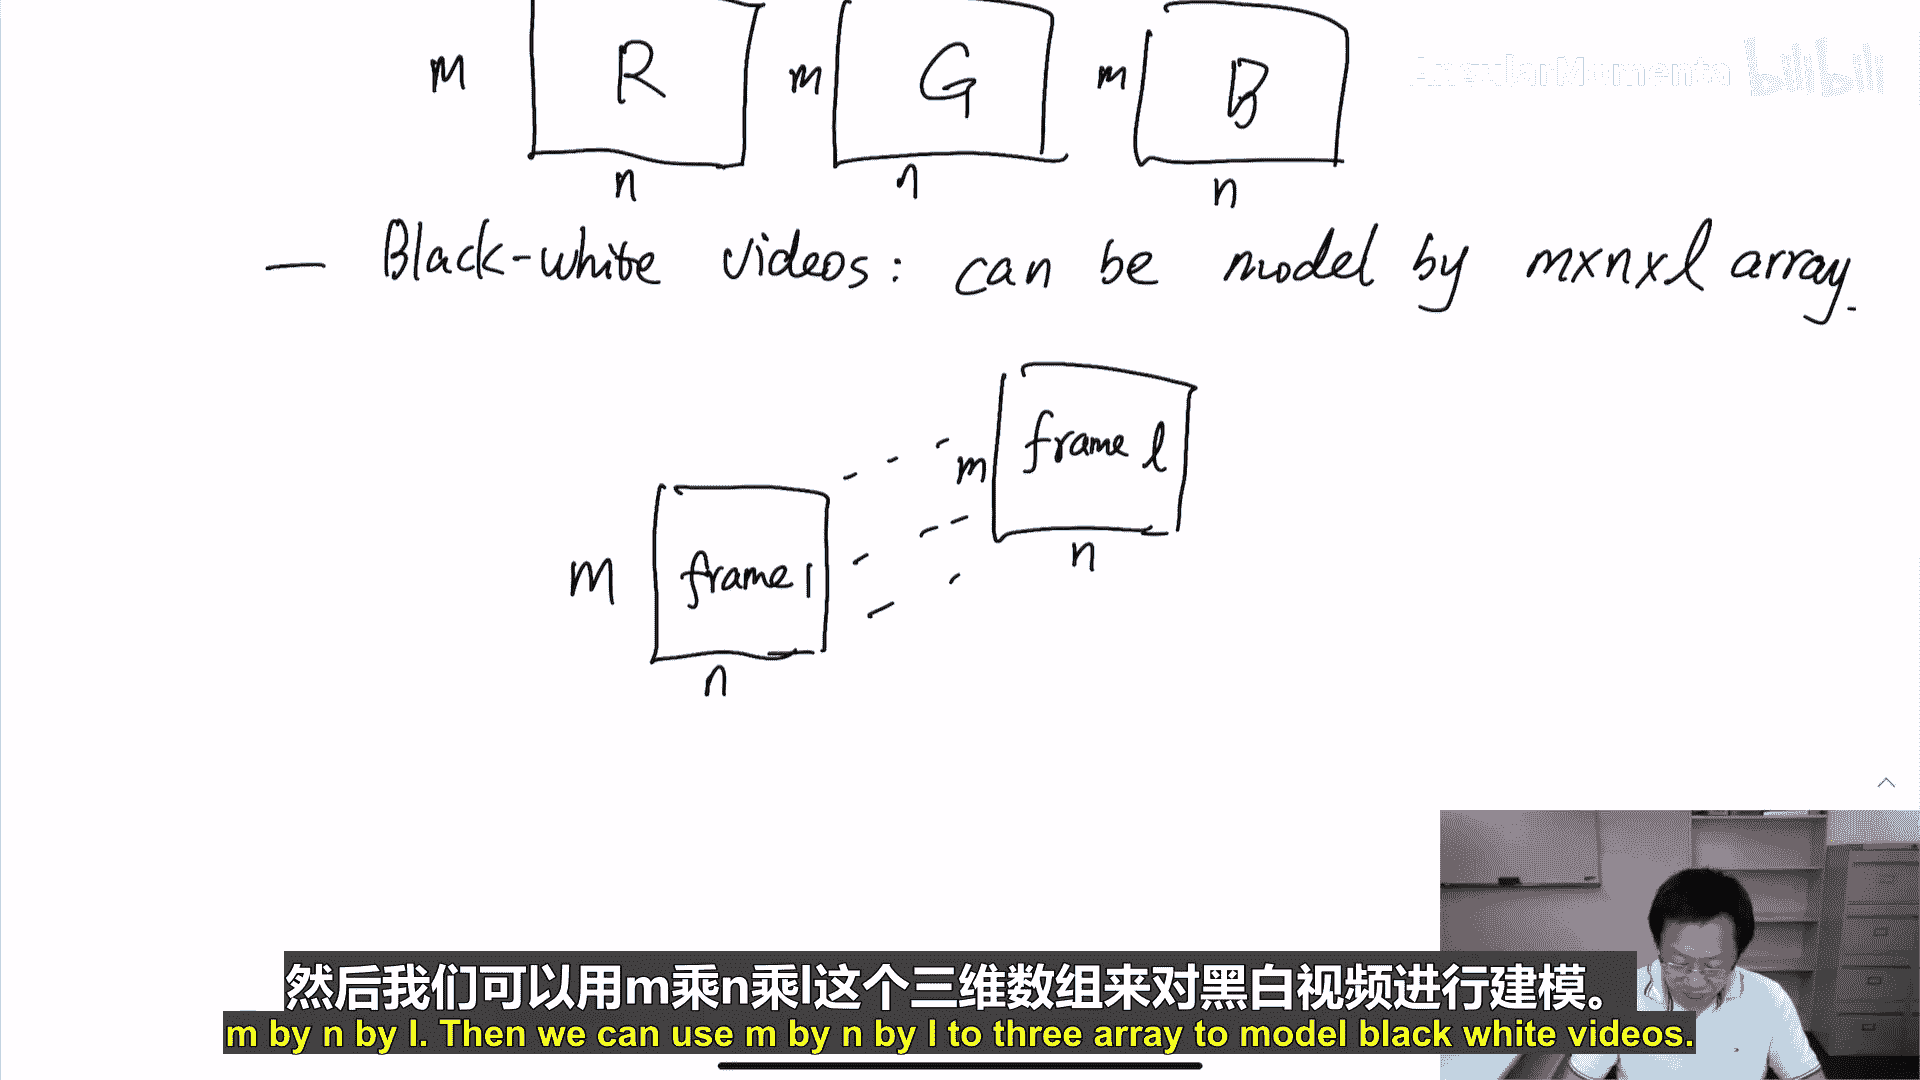 m R m G m B
n n n
— Black-white videos: can be model by m×n×l array.
frame l
m
n
frame 1
m
n
然后我们可以用m乘n乘l这个三维数组来对黑白视频进行建模。
m by n by l. Then we can use m by n by l to three array to model black white videos.
bilibili